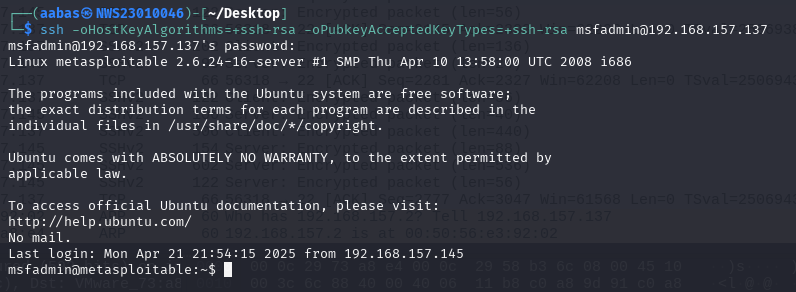 ┌──(aabas㉿NWS23010046)-[~/Desktop]
└─$ ssh -oHostKeyAlgorithms=+ssh-rsa -oPubkeyAcceptedKeyTypes=+ssh-rsa msfadmin@192.168.157.137
msfadmin@192.168.157.137's password:
Linux metasploitable 2.6.24-16-server #1 SMP Thu Apr 10 13:58:00 UTC 2008 i686
The programs included with the Ubuntu system are free software;
the exact distribution terms for each program are described in the
individual files in /usr/share/doc/*/copyright.
Ubuntu comes with ABSOLUTELY NO WARRANTY, to the extent permitted by
applicable law.
To access official Ubuntu documentation, please visit:
http://help.ubuntu.com/
No mail.
Last login: Mon Apr 21 21:54:15 2025 from 192.168.157.145
msfadmin@metasploitable:~$